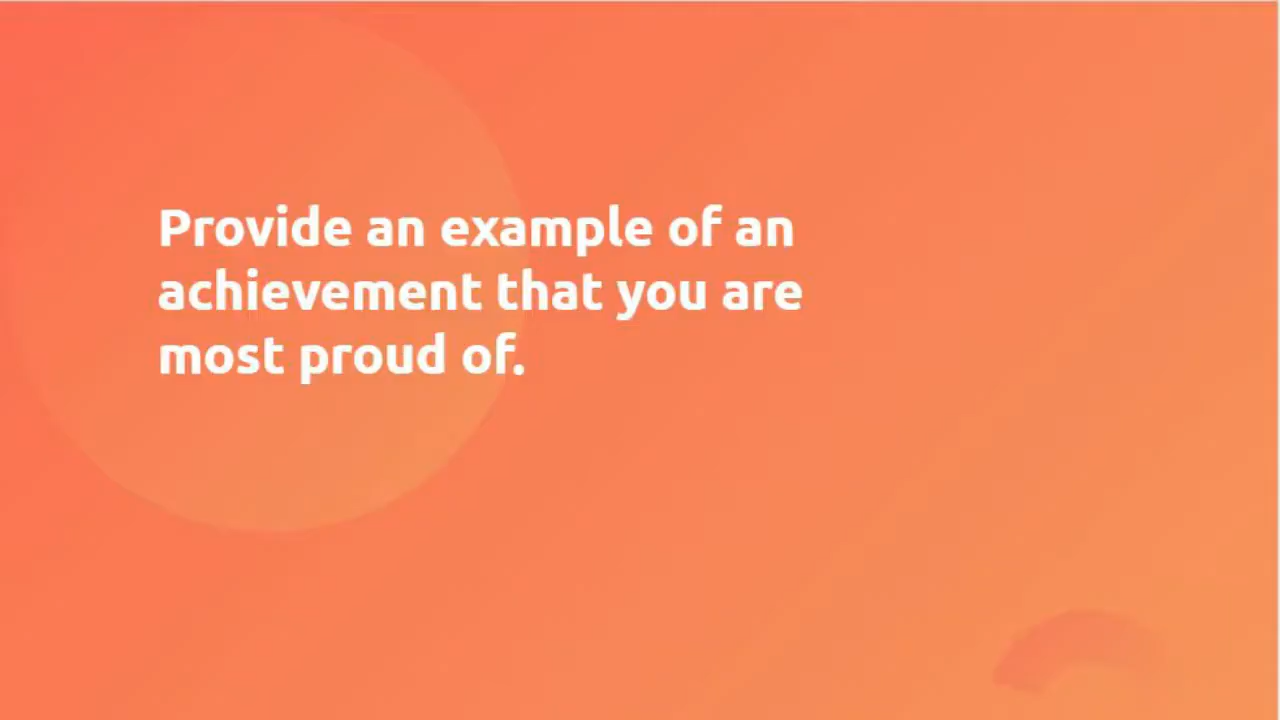 Provide an example of an
achievement that you are
most proud of.